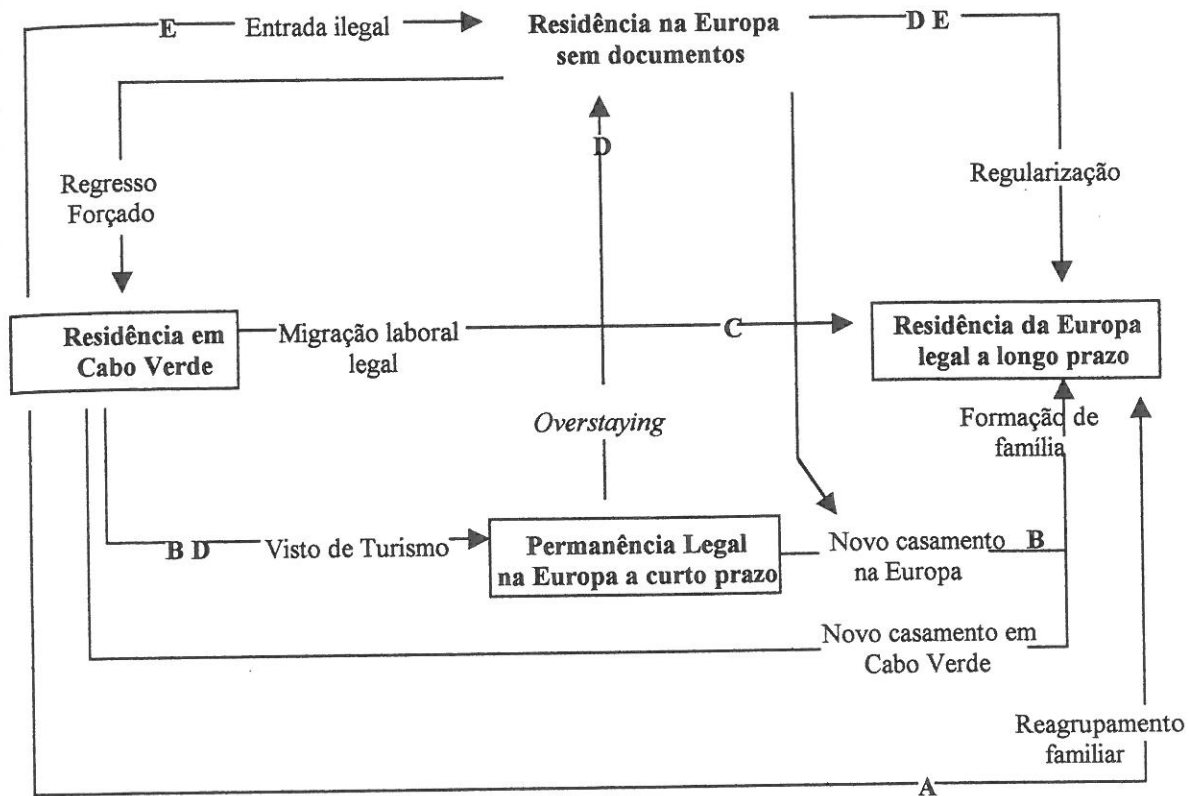 E Entrada ilegal
Residência na Europa
sem documentos
D E
D
Regresso
Forçado
Regularização
Residência em
Cabo Verde
Migração laboral
legal
C
Residência da Europa
legal a longo prazo
Overstaying
Formação de
família
B D Visto de Turismo
Permanência Legal
na Europa a curto prazo
Novo casamento B
na Europa
Novo casamento em
Cabo Verde
Reagrupamento
familiar
A